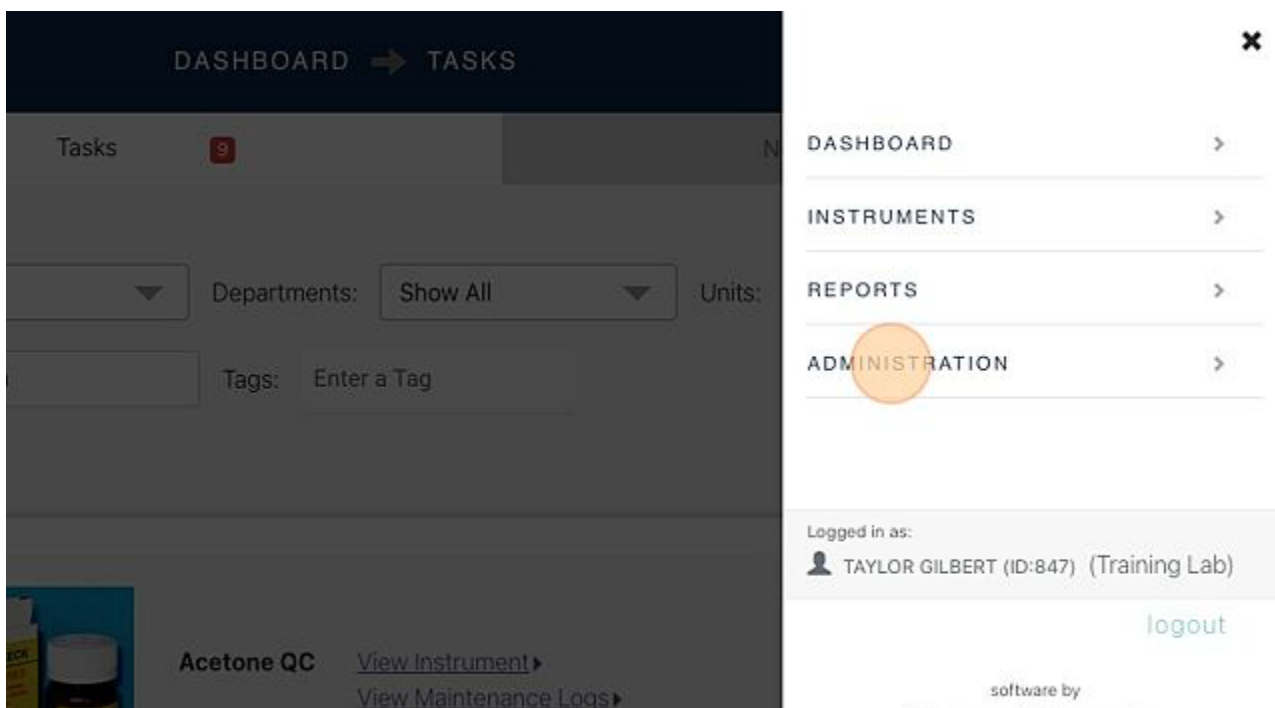 DASHBOARD TASKS
Tasks 9
Departments: Show All Units:
Tags: Enter a Tag
Acetone QC View Instrument
View Maintenance Logs
DASHBOARD
INSTRUMENTS
REPORTS
ADMINISTRATION
Logged in as:
TAYLOR GILBERT (ID:847) (Training Lab)
logout
software by